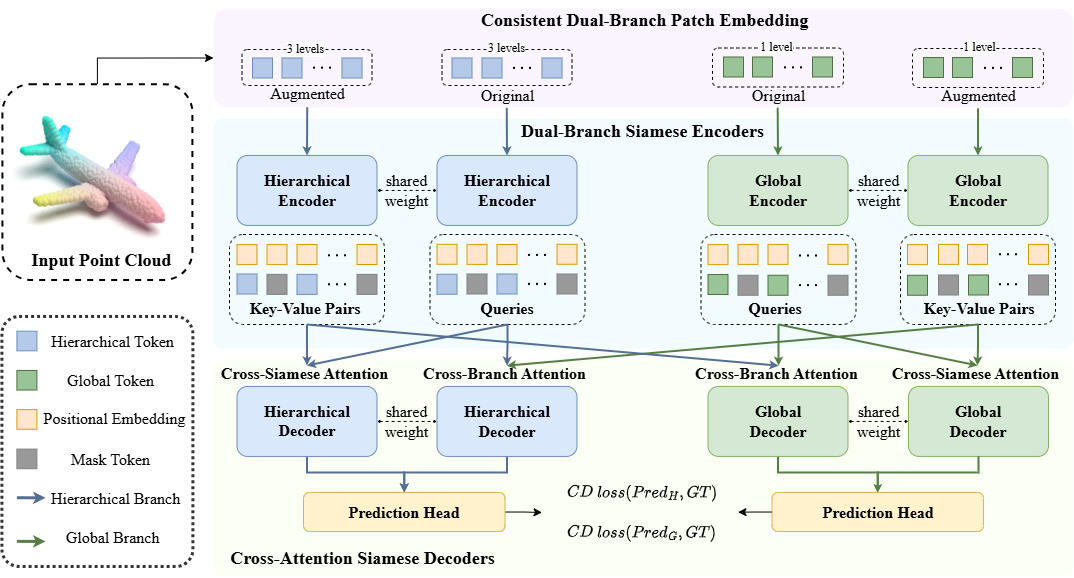 Consistent Dual-Branch Patch Embedding
3 levels
3 levels
1 level
1 level
Augmented
Original
Original
Augmented
Input Point Cloud
Dual-Branch Siamese Encoders
Hierarchical
Encoder
shared
weight
Hierarchical
Encoder
Global
Encoder
shared
weight
Global
Encoder
Key-Value Pairs
Queries
Queries
Key-Value Pairs
Hierarchical Token
Global Token
Positional Embedding
Mask Token
Hierarchical Branch
Global Branch
Cross-Siamese Attention
Cross-Branch Attention
Cross-Branch Attention
Cross-Siamese Attention
Hierarchical
Decoder
shared
weight
Hierarchical
Decoder
Global
Decoder
shared
weight
Global
Decoder
Prediction Head
CD loss(Pred_H, GT)
CD loss(Pred_G, GT)
Prediction Head
Cross-Attention Siamese Decoders